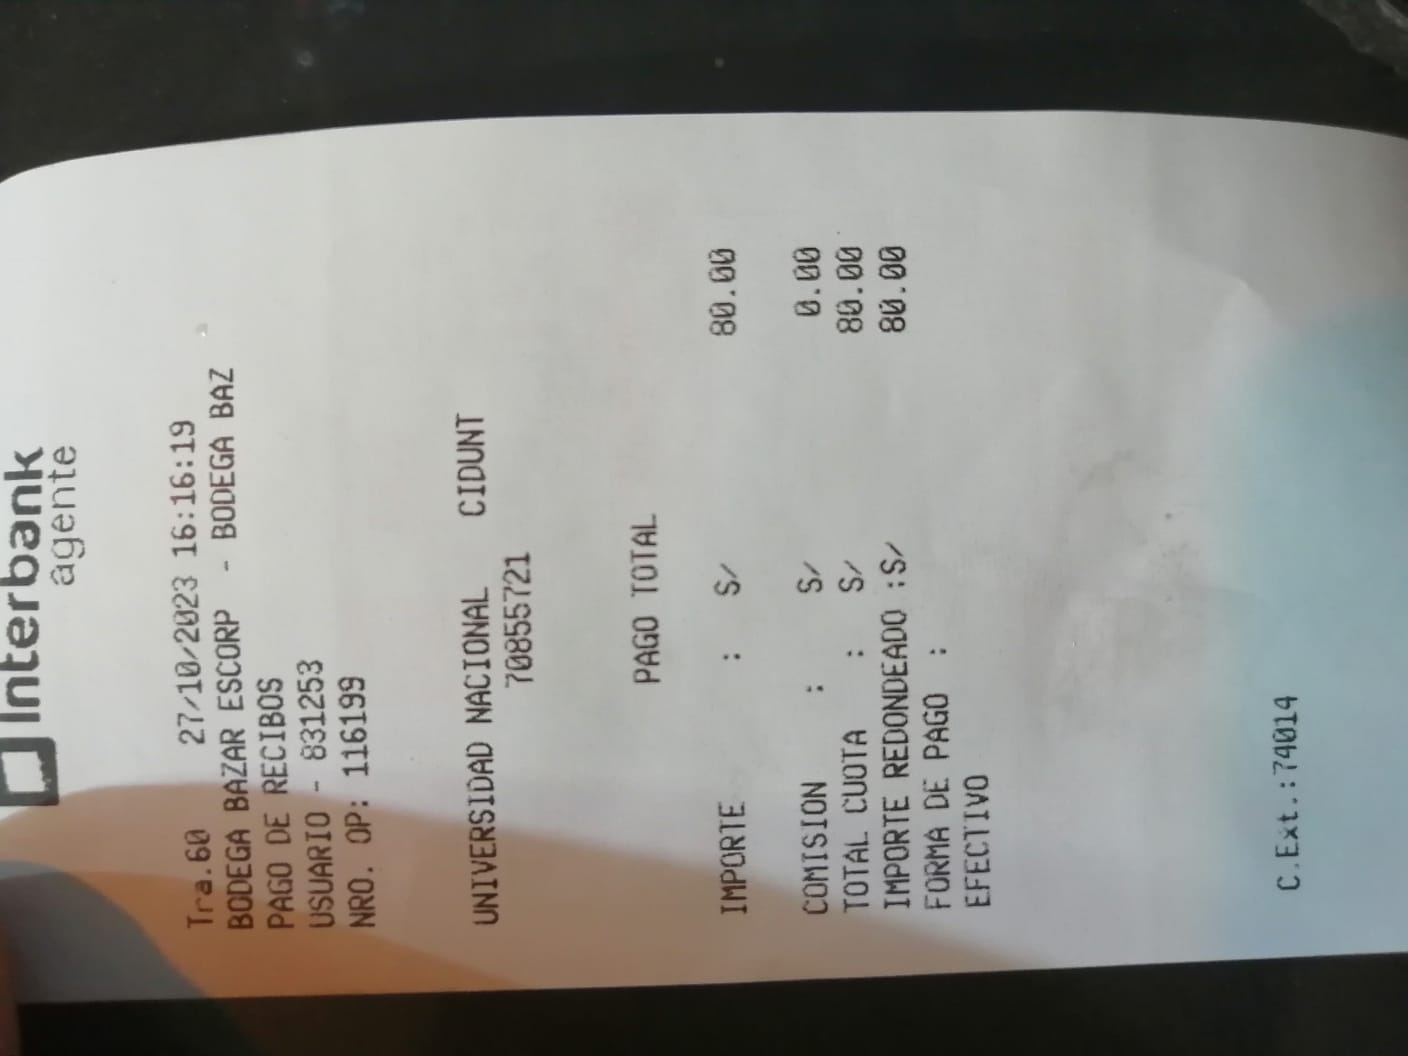 Interbank
agente
Tra.60 27/10/2023 16:16:19
BODEGA BAZAR ESCORP - BODEGA BAZ
PAGO DE RECIBOS
USUARIO - 831253
NRO. OP: 116199
UNIVERSIDAD NACIONAL CIDUNT
70855721
PAGO TOTAL
IMPORTE : S/ 80.00
COMISION : S/ 0.00
TOTAL CUOTA : S/ 80.00
IMPORTE REDONDEADO :S/ 80.00
FORMA DE PAGO :
EFECTIVO
C.Ext.:74014